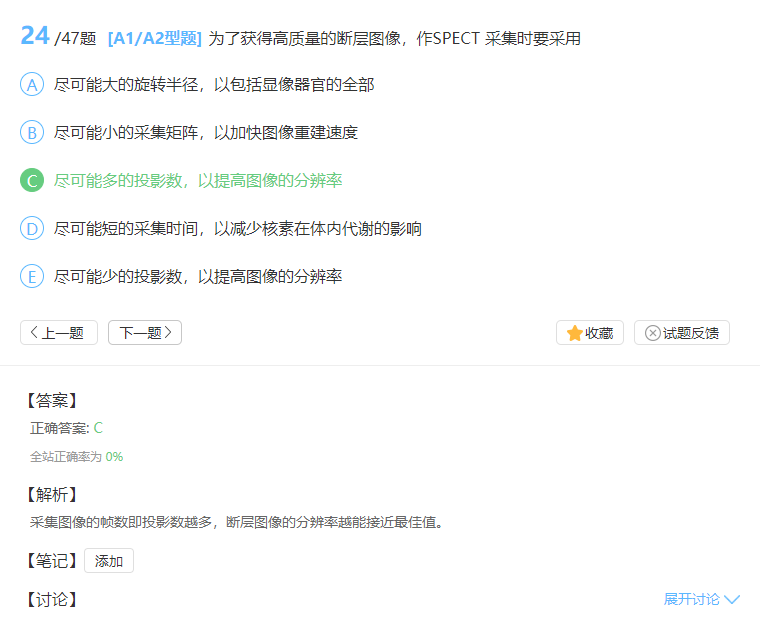 24 /47题 [A1/A2型题] 为了获得高质量的断层图像，作SPECT 采集时要采用
A 尽可能大的旋转半径，以包括显像器官的全部
B 尽可能小的采集矩阵，以加快图像重建速度
C 尽可能多的投影数，以提高图像的分辨率
D 尽可能短的采集时间，以减少核素在体内代谢的影响
E 尽可能少的投影数，以提高图像的分辨率
上一题 下一题 收藏 试题反馈
【答案】
正确答案: C
全站正确率为 0%
【解析】
采集图像的帧数即投影数越多，断层图像的分辨率越能接近最佳值。
【笔记】 添加
【讨论】 展开讨论